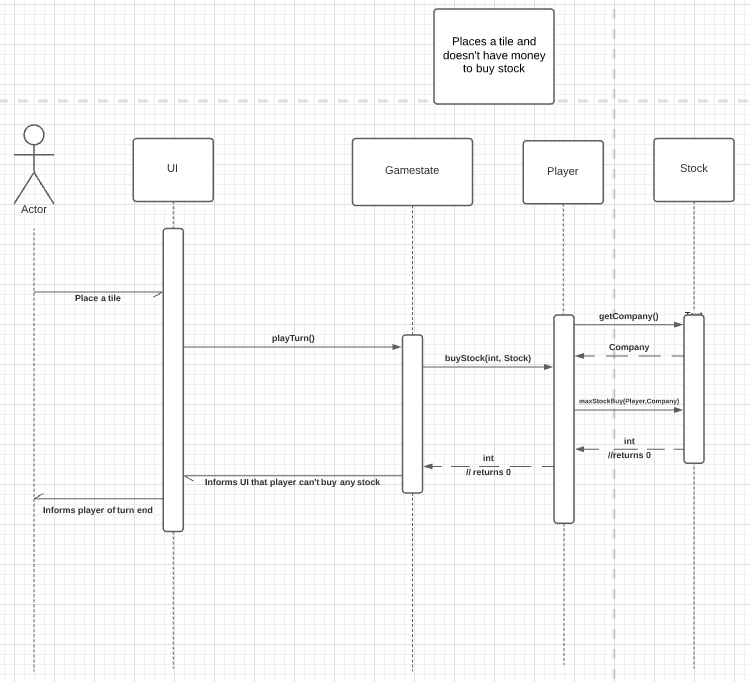 Places a tile and
doesn't have money
to buy stock
UI
Gamestate
Player
Stock
Actor
Place a tile
playTurn()
buyStock(int, Stock)
getCompany()
Company
maxStockBuy(Player,Company)
int
//returns 0
int
// returns 0
Informs UI that player can't buy any stock
Informs player of turn end